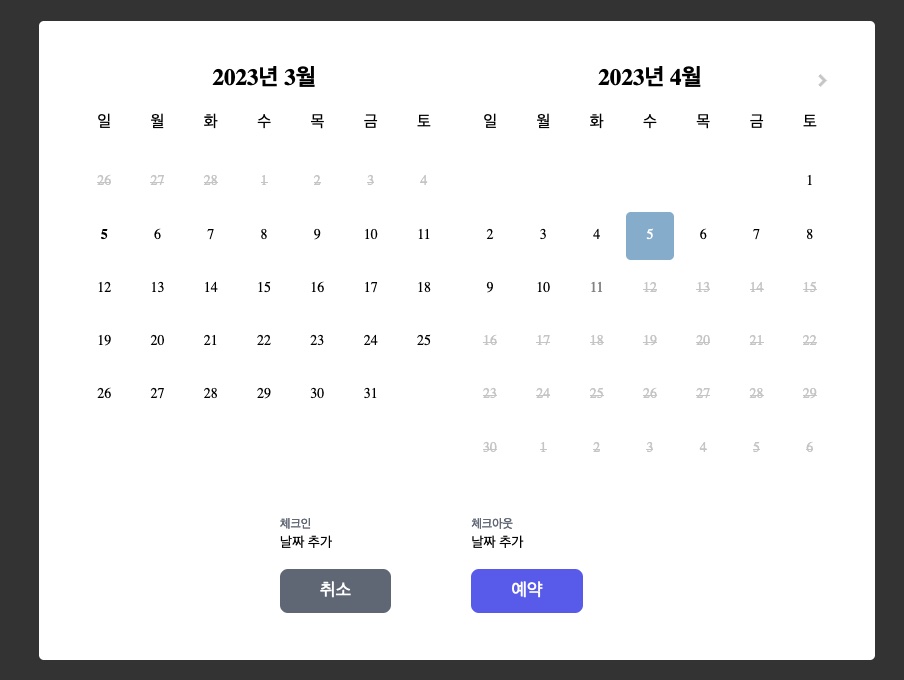 2023년 3월
일 월 화 수 목 금 토
26 27 28 1 2 3 4
5 6 7 8 9 10 11
12 13 14 15 16 17 18
19 20 21 22 23 24 25
26 27 28 29 30 31
2023년 4월
일 월 화 수 목 금 토
1
2 3 4 5 6 7 8
9 10 11 12 13 14 15
16 17 18 19 20 21 22
23 24 25 26 27 28 29
30 1 2 3 4 5 6
체크인
날짜 추가
취소
체크아웃
날짜 추가
예약